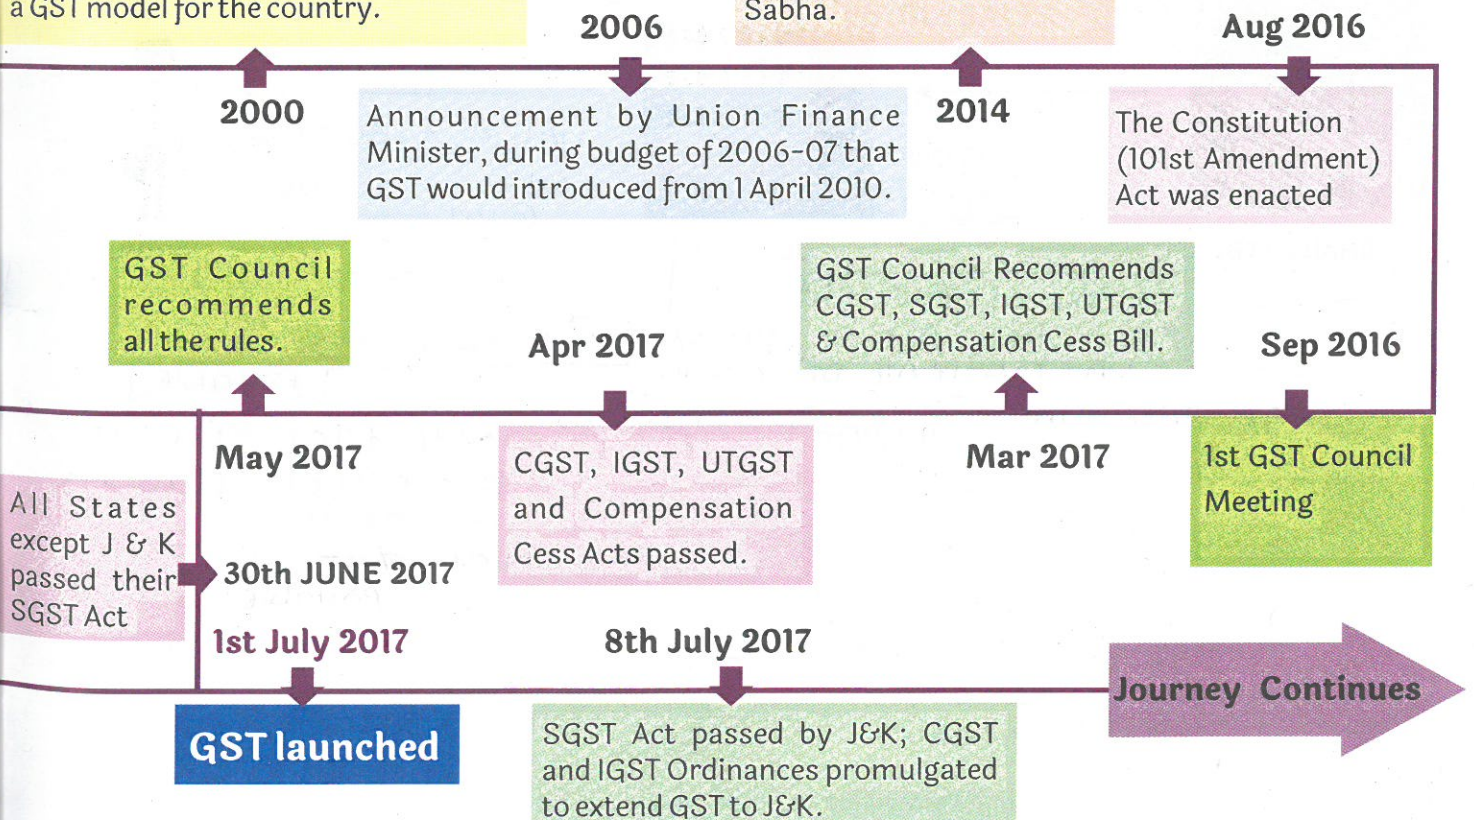 a GST model for the country.
Sabha.
2006
Aug 2016
2000
Announcement by Union Finance
Minister, during budget of 2006-07 that
GST would introduced from 1 April 2010.
2014
The Constitution
(101st Amendment)
Act was enacted
GST Council
recommends
all the rules.
Apr 2017
GST Council Recommends
CGST, SGST, IGST, UTGST
& Compensation Cess Bill.
Sep 2016
May 2017
CGST, IGST, UTGST
and Compensation
Cess Acts passed.
Mar 2017
1st GST Council
Meeting
All States
except J & K
passed their
SGST Act
30th JUNE 2017
1st July 2017
8th July 2017
Journey Continues
GST launched
SGST Act passed by J&K; CGST
and IGST Ordinances promulgated
to extend GST to J&K.